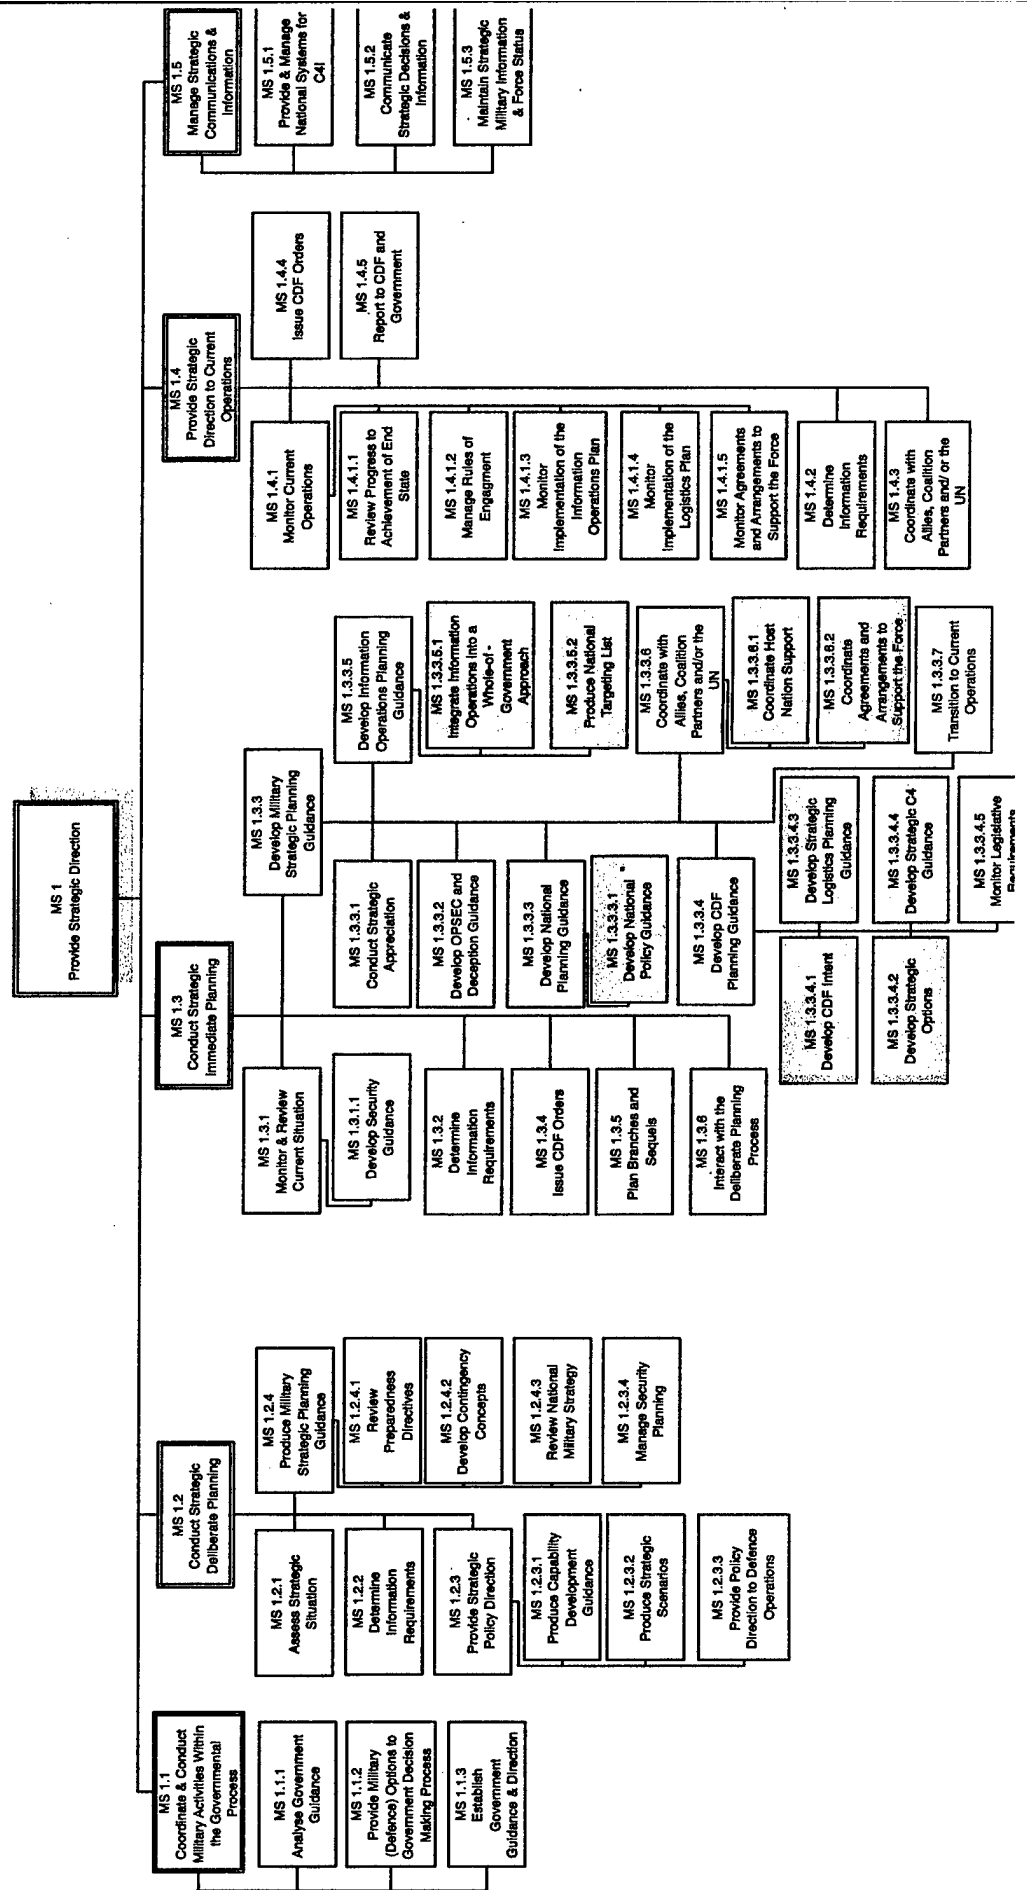 MS 1
Provide Strategic Direction
MS 1.1
Coordinate & Conduct
Military Activities Within
the Governmental
Process
MS 1.1.1
Analyse Government
Guidance
MS 1.1.2
Provide Military
(Defence) Options to
Government Decision
Making Process
MS 1.1.3
Establish
Government
Guidance & Direction
MS 1.2
Conduct Strategic
Deliberate Planning
MS 1.2.1
Assess Strategic
Situation
MS 1.2.2
Determine
Information
Requirements
MS 1.2.3
Provide Strategic
Policy Direction
MS 1.2.3.1
Produce Capability
Development
Guidance
MS 1.2.3.2
Produce Strategic
Scenarios
MS 1.2.3.3
Provide Policy
Direction to Defence
Operations
MS 1.2.4
Produce Military
Strategic Planning
Guidance
MS 1.2.4.1
Review
Preparedness
Directives
MS 1.2.4.2
Develop Contingency
Concepts
MS 1.2.4.3
Review National
Military Strategy
MS 1.2.3.4
Manage Security
Planning
MS 1.3
Conduct Strategic
Immediate Planning
MS 1.3.1
Monitor & Review
Current Situation
MS 1.3.1.1
Develop Security
Guidance
MS 1.3.2
Determine
Information
Requirements
MS 1.3.4
Issue CDF Orders
MS 1.3.5
Plan Branches and
Sequels
MS 1.3.6
Interact with the
Deliberate Planning
Process
MS 1.3.3
Develop Military
Strategic Planning
Guidance
MS 1.3.3.1
Conduct Strategic
Appreciation
MS 1.3.3.2
Develop OPSEC and
Deception Guidance
MS 1.3.3.3
Develop National
Planning Guidance
MS 1.3.3.3.1
Develop National
Policy Guidance
MS 1.3.3.4
Develop CDF
Planning Guidance
MS 1.3.3.4.1
Develop CDF Intent
MS 1.3.3.4.2
Develop Strategic
Options
MS 1.3.3.4.3
Develop Strategic
Logistics Planning
Guidance
MS 1.3.3.4.4
Develop Strategic C4
Guidance
MS 1.3.3.4.5
Monitor Legislative
Requirements
MS 1.3.3.5
Develop Information
Operations Planning
Guidance
MS 1.3.3.5.1
Integrate Information
Operations Into a
Whole-of -
Government
Approach
MS 1.3.3.5.2
Produce National
Targeting List
MS 1.3.3.6
Coordinate with
Allies, Coalition
Partners and/or the
UN
MS 1.3.3.6.1
Coordinate Host
Nation Support
MS 1.3.3.6.2
Coordinate
Agreements and
Arrangements to
Support the Force
MS 1.3.3.7
Transition to Current
Operations
MS 1.4
Provide Strategic
Direction to Current
Operations
MS 1.4.1
Monitor Current
Operations
MS 1.4.1.1
Review Progress to
Achievement of End
State
MS 1.4.1.2
Manage Rules of
Engagment
MS 1.4.1.3
Monitor
Implementation of the
Information
Operations Plan
MS 1.4.1.4
Monitor
Implementation of the
Logistics Plan
MS 1.4.1.5
Monitor Agreements
and Arrangements to
Support the Force
MS 1.4.2
Determine
Information
Requirements
MS 1.4.3
Coordinate with
Allies, Coalition
Partners and/ or the
UN
MS 1.4.4
Issue CDF Orders
MS 1.4.5
Report to CDF and
Government
MS 1.5
Manage Strategic
Communications &
Information
MS 1.5.1
Provide & Manage
National Systems for
C4I
MS 1.5.2
Communicate
Strategic Decisions &
Information
MS 1.5.3
Maintain Strategic
Military Information
& Force Status